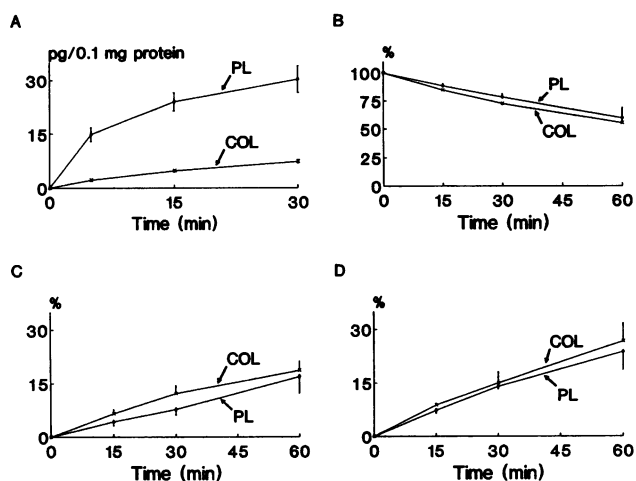 A
pg/0.1 mg protein
30
15
0
PL
COL
0 15 30
Time (min)
B
%
100
75
50
25
0
PL
COL
0 15 30 45 60
Time (min)
C
%
30
15
0
COL
PL
0 15 30 45 60
Time (min)
D
%
30
15
0
COL
PL
0 15 30 45 60
Time (min)